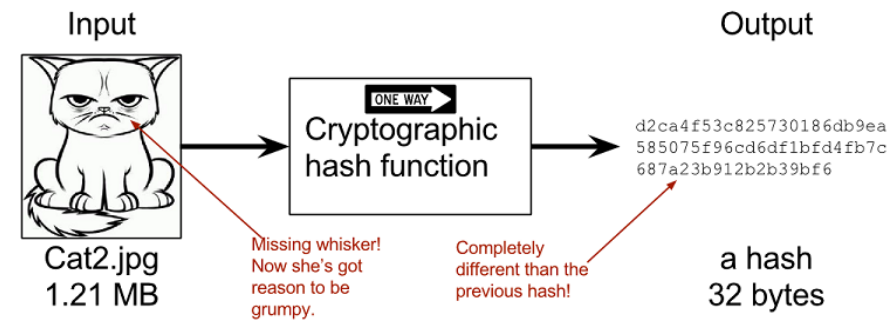 Input
Output
ONE WAY
Cryptographic
hash function
d2ca4f53c825730186db9ea
585075f96cd6df1bfd4fb7c
687a23b912b2b39bf6
Missing whisker!
Now she's got
reason to be
grumpy.
Completely
different than the
previous hash!
Cat2.jpg
1.21 MB
a hash
32 bytes